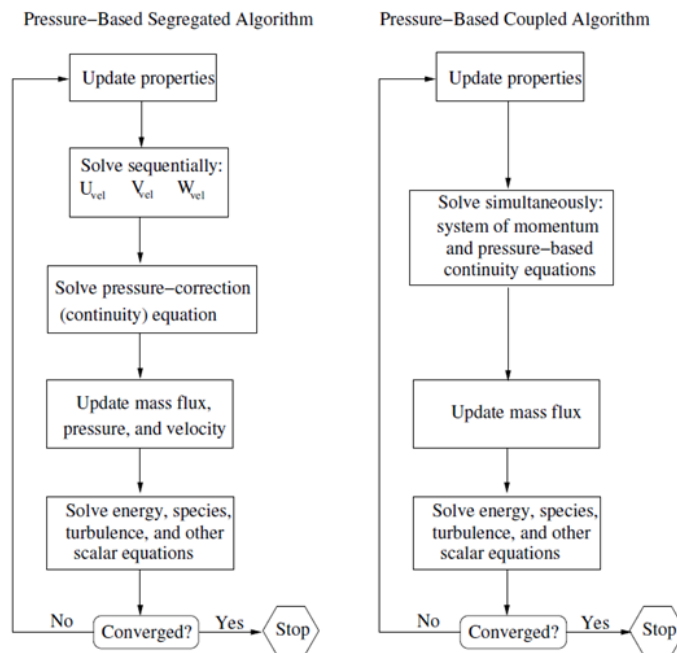 Pressure−Based Segregated Algorithm
Update properties
Solve sequentially:
U_vel V_vel W_vel
Solve pressure−correction
(continuity) equation
Update mass flux,
pressure, and velocity
Solve energy, species,
turbulence, and other
scalar equations
No
Converged?
Yes
Stop
Pressure−Based Coupled Algorithm
Update properties
Solve simultaneously:
system of momentum
and pressure−based
continuity equations
Update mass flux
Solve energy, species,
turbulence, and other
scalar equations
No
Converged?
Yes
Stop